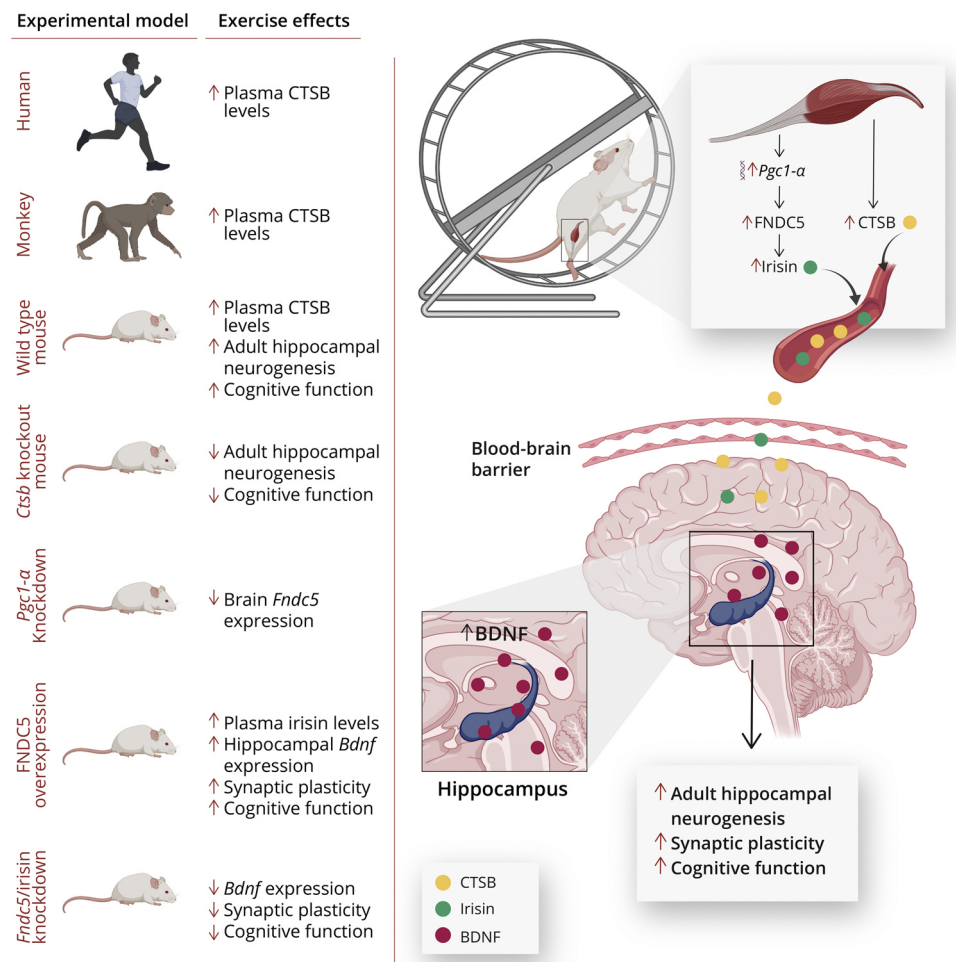 Experimental model
Exercise effects
Human
↑ Plasma CTSB
levels
Monkey
↑ Plasma CTSB
levels
Wild type
mouse
↑ Plasma CTSB
levels
↑ Adult hippocampal
neurogenesis
↑ Cognitive function
Ctsb knockout
mouse
↓ Adult hippocampal
neurogenesis
↓ Cognitive function
Pgc1-α
knockdown
↓ Brain Fndc5
expression
FNDC5
overexpression
↑ Plasma irisin levels
↑ Hippocampal Bdnf
expression
↑ Synaptic plasticity
↑ Cognitive function
Fndc5/irisin
knockdown
↓ Bdnf expression
↓ Synaptic plasticity
↓ Cognitive function
↑ Pgc1-α
↑ FNDC5
↑ CTSB
↑ Irisin
Blood-brain
barrier
↑ BDNF
Hippocampus
↑ Adult hippocampal
neurogenesis
↑ Synaptic plasticity
↑ Cognitive function
CTSB
Irisin
BDNF